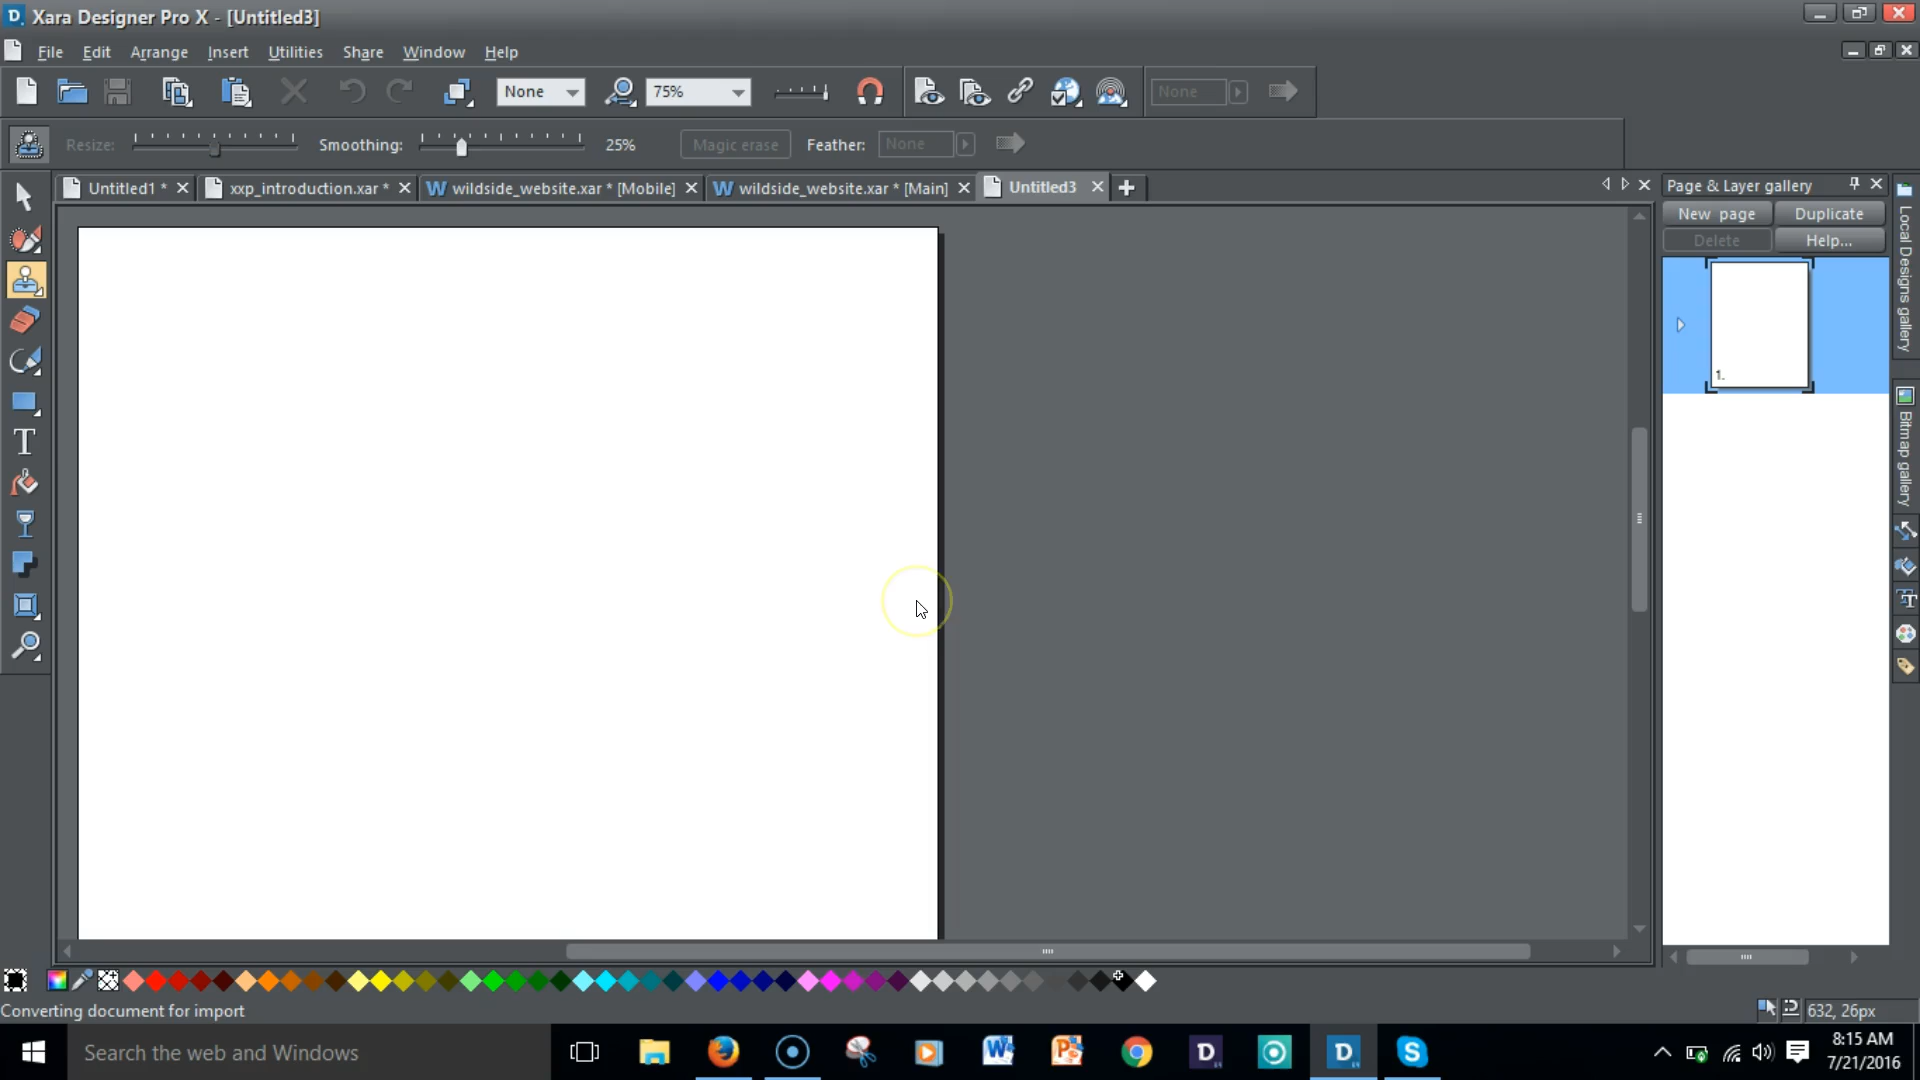 Xara Designer Pro X - [Untitled3]
File Edit Arrange Insert Utilities Share Window Help
None 75% None
Resize: Smoothing: 25% Magic erase Feather: None
Untitled1 * xxp_introduction.xar * wildside_website.xar * [Mobile] wildside_website.xar * [Main] Untitled3
Page & Layer gallery
New page Duplicate
Delete Help...
1.
Local Designs gallery
Bitmap gallery
Converting document for import
632, 26px
Search the web and Windows
8:15 AM
7/21/2016